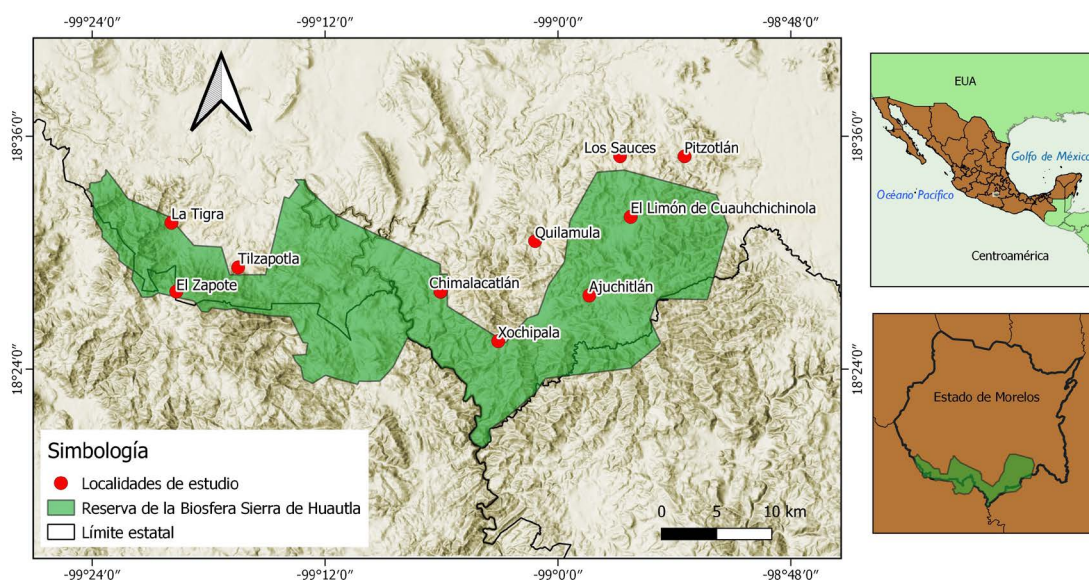 -99°24′0″
-99°12′0″
-99°0′0″
-98°48′0″
18°36′0″
18°36′0″
18°24′0″
18°24′0″
Los Sauces
Pitzotlán
La Tigra
El Limón de Cuauhchichinola
Quilamula
Tilzapotla
El Zapote
Chimalacatlán
Ajuchitlán
Xochipala
Simbología
Localidades de estudio
Reserva de la Biosfera Sierra de Huautla
Límite estatal
0 5 10 km
-99°24′0″
-99°12′0″
-99°0′0″
-98°48′0″
EUA
Golfo de México
Océano Pacífico
Centroamérica
Estado de Morelos